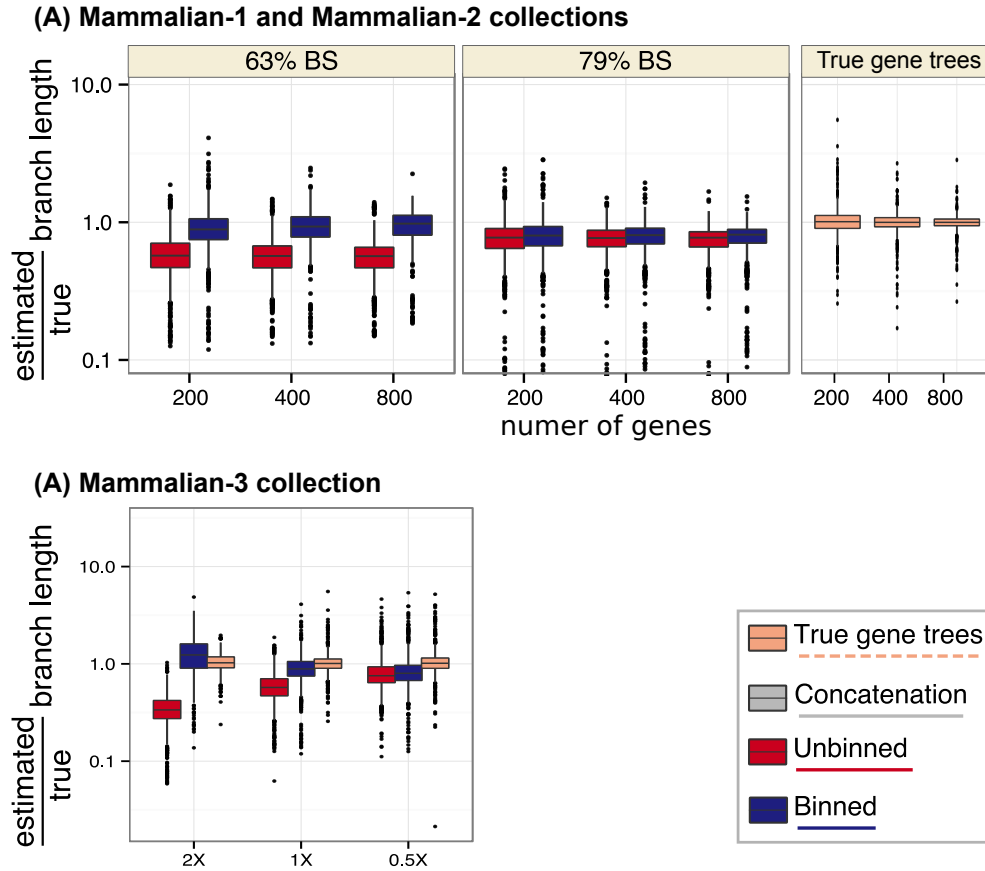 (A) Mammalian-1 and Mammalian-2 collections
63% BS
79% BS
True gene trees
estimated
true
branch length
10.0
1.0
0.1
200
400
800
200
400
800
200
400
800
numer of genes
(A) Mammalian-3 collection
estimated
true
branch length
10.0
1.0
0.1
2X
1X
0.5X
True gene trees
Concatenation
Unbinned
Binned